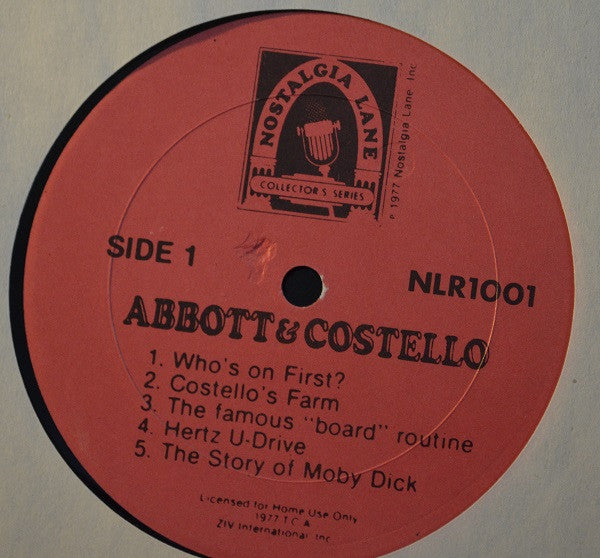 NOSTALGIA LANE
COLLECTOR'S SERIES
P 1977 Nostalgia Lane, Inc.
SIDE 1
NLR1001
ABBOTT & COSTELLO
1. Who's on First?
2. Costello's Farm
3. The famous "board" routine
4. Hertz U-Drive
5. The Story of Moby Dick
Licensed for Home Use Only
1977 T.C.A.
ZIV International, Inc.